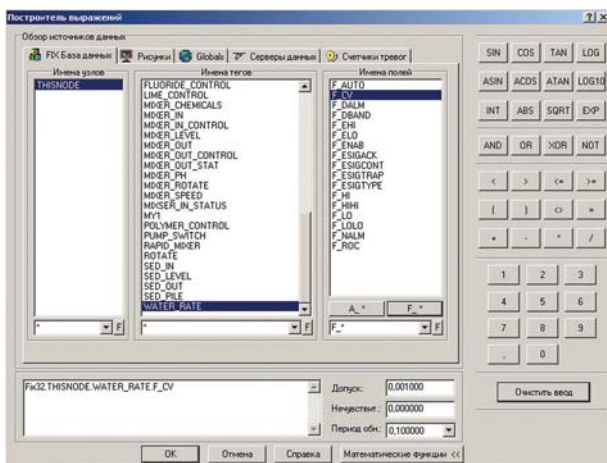 Построитель выражений
Обзор источников данных
FIX База данных Рисунки Globals Серверы данных Счетчики тревог
Имена узлов
THISNODE
*
F
Имена тегов
FLUORIDE_CONTROL
LIME_CONTROL
MIXER_CHEMICALS
MIXER_IN
MIXER_IN_CONTROL
MIXER_LEVEL
MIXER_OUT
MIXER_OUT_CONTROL
MIXER_OUT_STAT
MIXER_PH
MIXER_ROTATE
MIXER_SPEED
MIXSER_IN_STATUS
MY1
POLYMER_CONTROL
PUMP_SWITCH
RAPID_MIXER
ROTATE
SED_IN
SED_LEVEL
SED_OUT
SED_PILE
WATER_RATE
*
F
Имена полей
F_AUTO
F_CV
F_DALM
F_DBAND
F_EHI
F_ELO
F_ENAB
F_ESIGACK
F_ESIGCONT
F_ESIGTRAP
F_ESIGTYPE
F_HI
F_HIHI
F_LO
F_LOLO
F_NALM
F_ROC
A_* F_*
F_*
F
SIN COS TAN LOG
ASIN ACOS ATAN LOG10
INT ABS SQRT EXP
AND OR XOR NOT
< > <= >=
( ) <> =
+ - * /
1 2 3
4 5 6
7 8 9
. 0
Очистить ввод
Fix32.THISNODE.WATER_RATE.F_CV
Допуск: 0,001000
Нечувствит.: 0,000000
Период обн.: 0,100000
OK Отмена Справка Математические функции <<